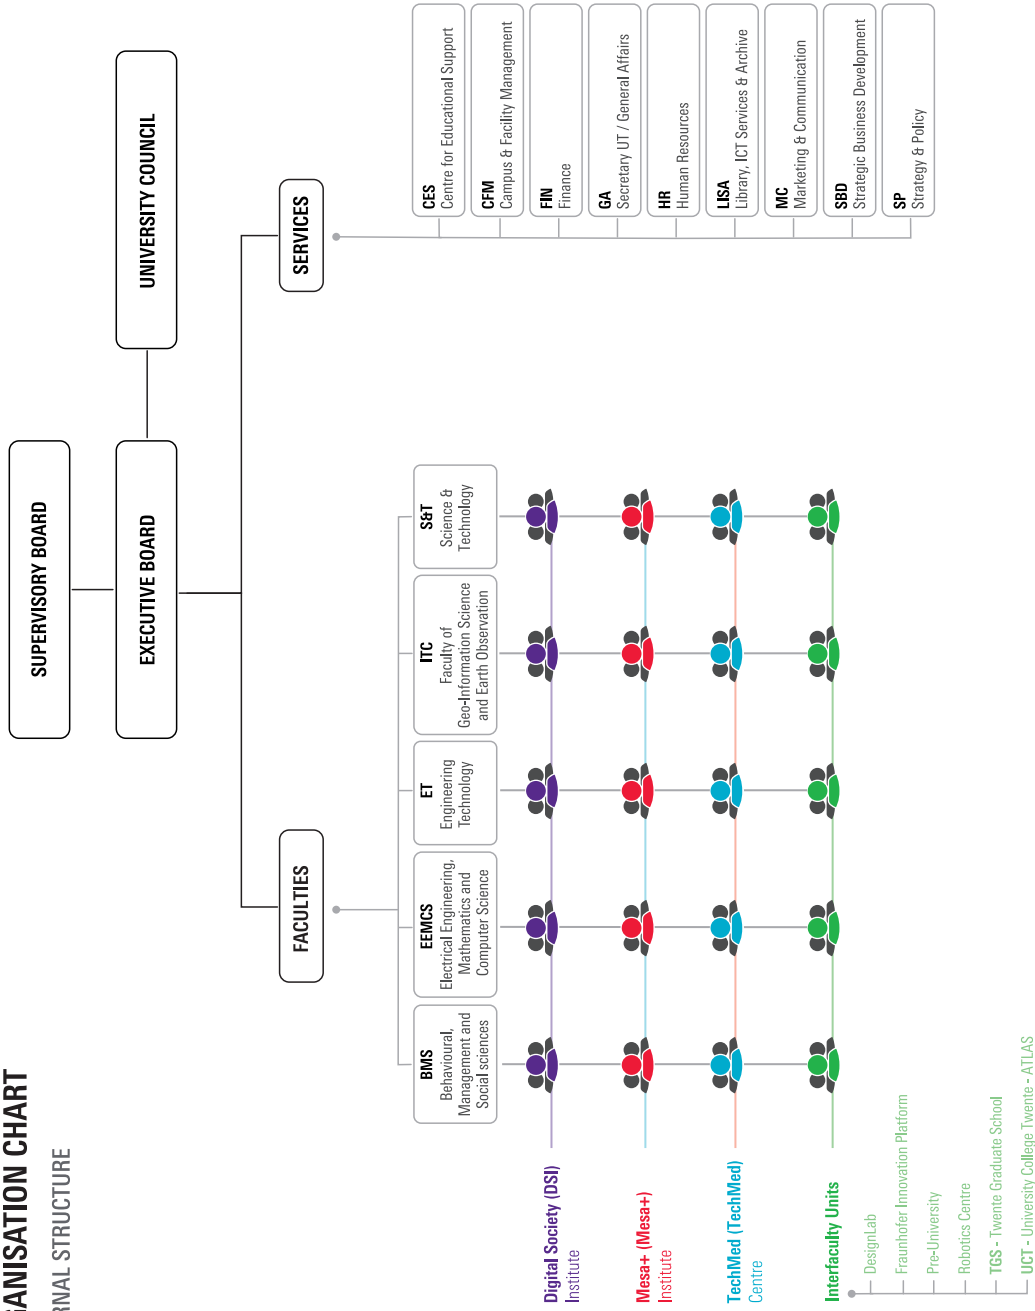 GANISATION CHART
RNAL STRUCTURE
SUPERVISORY BOARD
EXECUTIVE BOARD
UNIVERSITY COUNCIL
FACULTIES
SERVICES
BMS
Behavioural,
Management and
Social sciences
EEMCS
Electrical Engineering,
Mathematics and
Computer Science
ET
Engineering
Technology
ITC
Faculty of
Geo-Information Science
and Earth Observation
S&T
Science &
Technology
CES
Centre for Educational Support
CFM
Campus & Facility Management
FIN
Finance
GA
Secretary UT / General Affairs
HR
Human Resources
LISA
Library, ICT Services & Archive
MC
Marketing & Communication
SBD
Strategic Business Development
SP
Strategy & Policy
Digital Society (DSI)
Institute
Mesa+ (Mesa+)
Institute
TechMed (TechMed)
Centre
Interfaculty Units
DesignLab
Fraunhofer Innovation Platform
Pre-University
Robotics Centre
TGS - Twente Graduate School
UCT - University College Twente - ATLAS